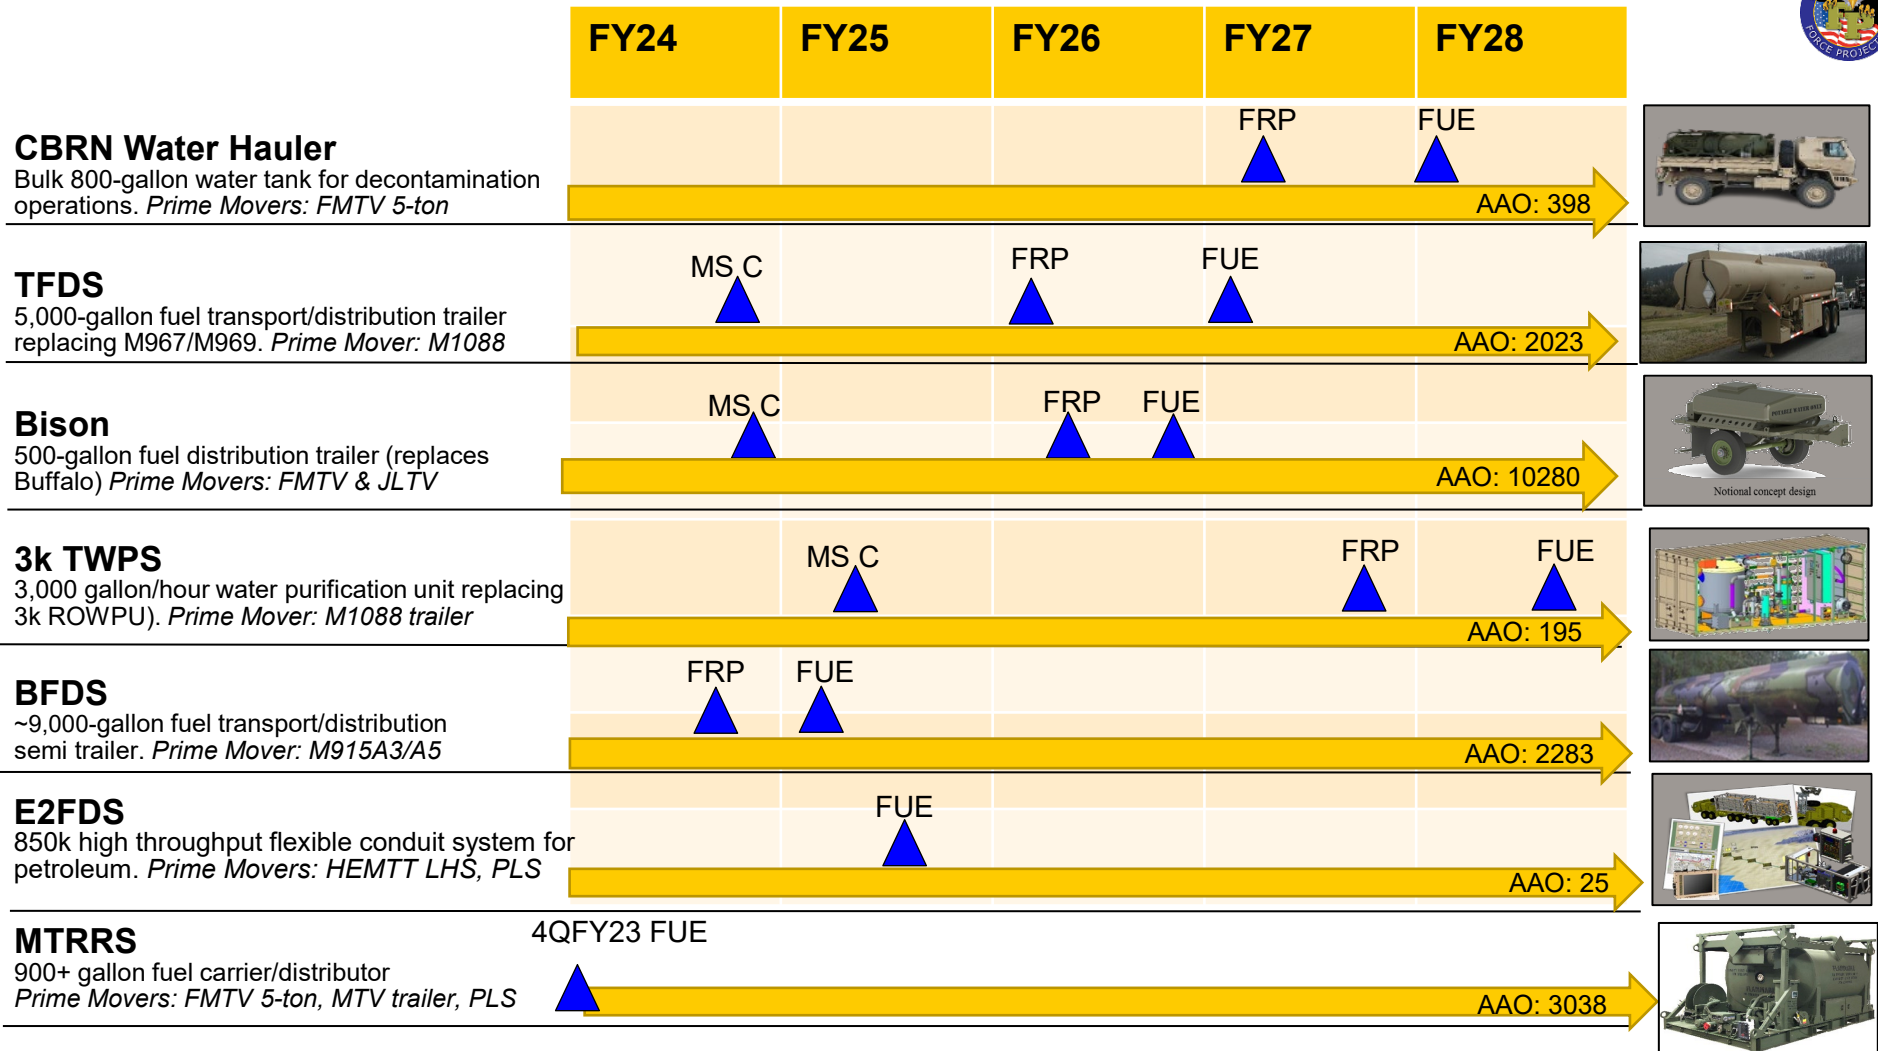 FY24
FY25
FY26
FY27
FY28
FORCE PROJEC
CBRN Water Hauler
Bulk 800-gallon water tank for decontamination
operations. Prime Movers: FMTV 5-ton
FRP
FUE
AAO: 398
TFDS
5,000-gallon fuel transport/distribution trailer
replacing M967/M969. Prime Mover: M1088
MS C
FRP
FUE
AAO: 2023
Bison
500-gallon fuel distribution trailer (replaces
Buffalo) Prime Movers: FMTV & JLTV
MS C
FRP
FUE
AAO: 10280
POTABLE WATER ONLY
Notional concept design
3k TWPS
3,000 gallon/hour water purification unit replacing
3k ROWPU). Prime Mover: M1088 trailer
MS C
FRP
FUE
AAO: 195
BFDS
~9,000-gallon fuel transport/distribution
semi trailer. Prime Mover: M915A3/A5
FRP
FUE
AAO: 2283
E2FDS
850k high throughput flexible conduit system for
petroleum. Prime Movers: HEMTT LHS, PLS
FUE
AAO: 25
MTRRS
900+ gallon fuel carrier/distributor
Prime Movers: FMTV 5-ton, MTV trailer, PLS
4QFY23 FUE
AAO: 3038